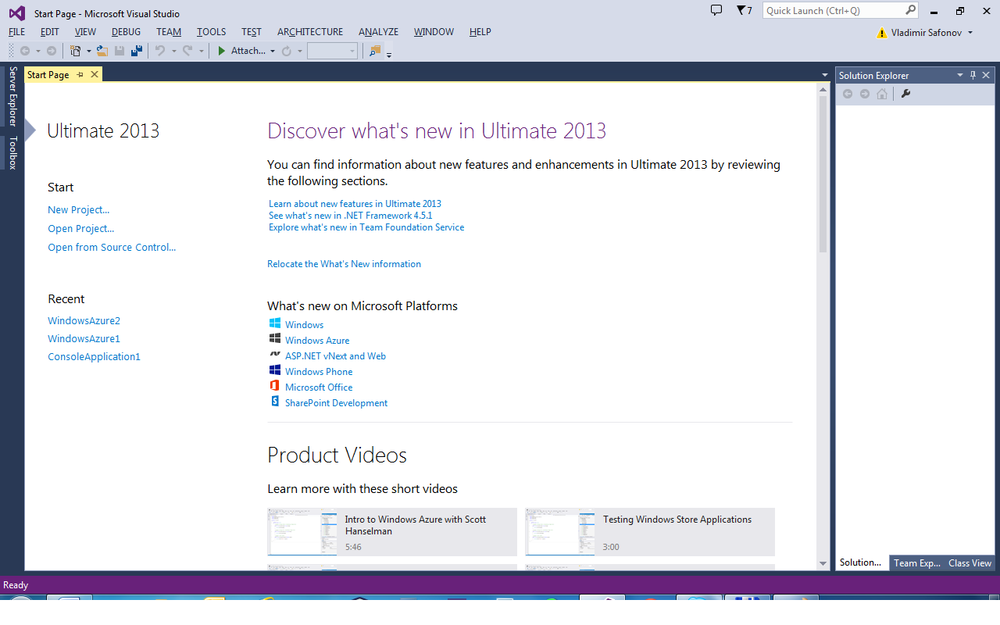 Start Page - Microsoft Visual Studio
7
Quick Launch (Ctrl+Q)
FILE EDIT VIEW DEBUG TEAM TOOLS TEST ARCHITECTURE ANALYZE WINDOW HELP
Vladimir Safonov
Attach...
Server Explorer
Toolbox
Start Page
Ultimate 2013
Start
New Project...
Open Project...
Open from Source Control...
Recent
WindowsAzure2
WindowsAzure1
ConsoleApplication1
Discover what's new in Ultimate 2013
You can find information about new features and enhancements in Ultimate 2013 by reviewing
the following sections.
Learn about new features in Ultimate 2013
See what's new in .NET Framework 4.5.1
Explore what's new in Team Foundation Service
Relocate the What's New information
What's new on Microsoft Platforms
Windows
Windows Azure
ASP.NET vNext and Web
Windows Phone
Microsoft Office
SharePoint Development
Product Videos
Learn more with these short videos
Intro to Windows Azure with Scott
Hanselman
5:46
Testing Windows Store Applications
3:00
Solution Explorer
Solution... Team Exp... Class View
Ready